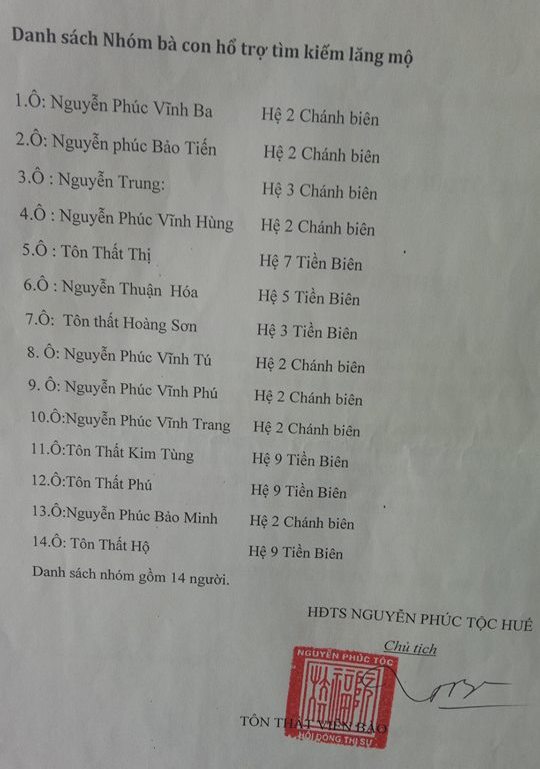 Danh sách Nhóm bà con hổ trợ tìm kiếm lăng mộ
1.Ô: Nguyễn Phúc Vĩnh Ba Hệ 2 Chánh biên
2.Ô: Nguyễn phúc Bảo Tiến Hệ 2 Chánh biên
3.Ô : Nguyễn Trung: Hệ 3 Chánh biên
4.Ô : Nguyễn Phúc Vĩnh Hùng Hệ 2 Chánh biên
5.Ô : Tôn Thất Thị Hệ 7 Tiền Biên
6.Ô : Nguyễn Thuận Hóa Hệ 5 Tiền Biên
7.Ô: Tôn thất Hoàng Sơn Hệ 3 Tiền Biên
8. Ô: Nguyễn Phúc Vĩnh Tú Hệ 2 Chánh biên
9. Ô: Nguyễn Phúc Vĩnh Phú Hệ 2 Chánh biên
10.Ô:Nguyễn Phúc Vĩnh Trang Hệ 2 Chánh biên
11.Ô:Tôn Thất Kim Tùng Hệ 9 Tiền Biên
12.Ô:Tôn Thất Phú Hệ 9 Tiền Biên
13.Ô:Nguyễn Phúc Bảo Minh Hệ 2 Chánh biên
14.Ô: Tôn Thất Hộ Hệ 9 Tiền Biên
Danh sách nhóm gồm 14 người.
HĐTS NGUYỄN PHÚC TỘC HUẾ
Chủ tịch
NGUYỄN PHÚC TỘC
TÔN THẤT VIỄN BÀO
HỘI ĐỒNG TRỊ SỰ